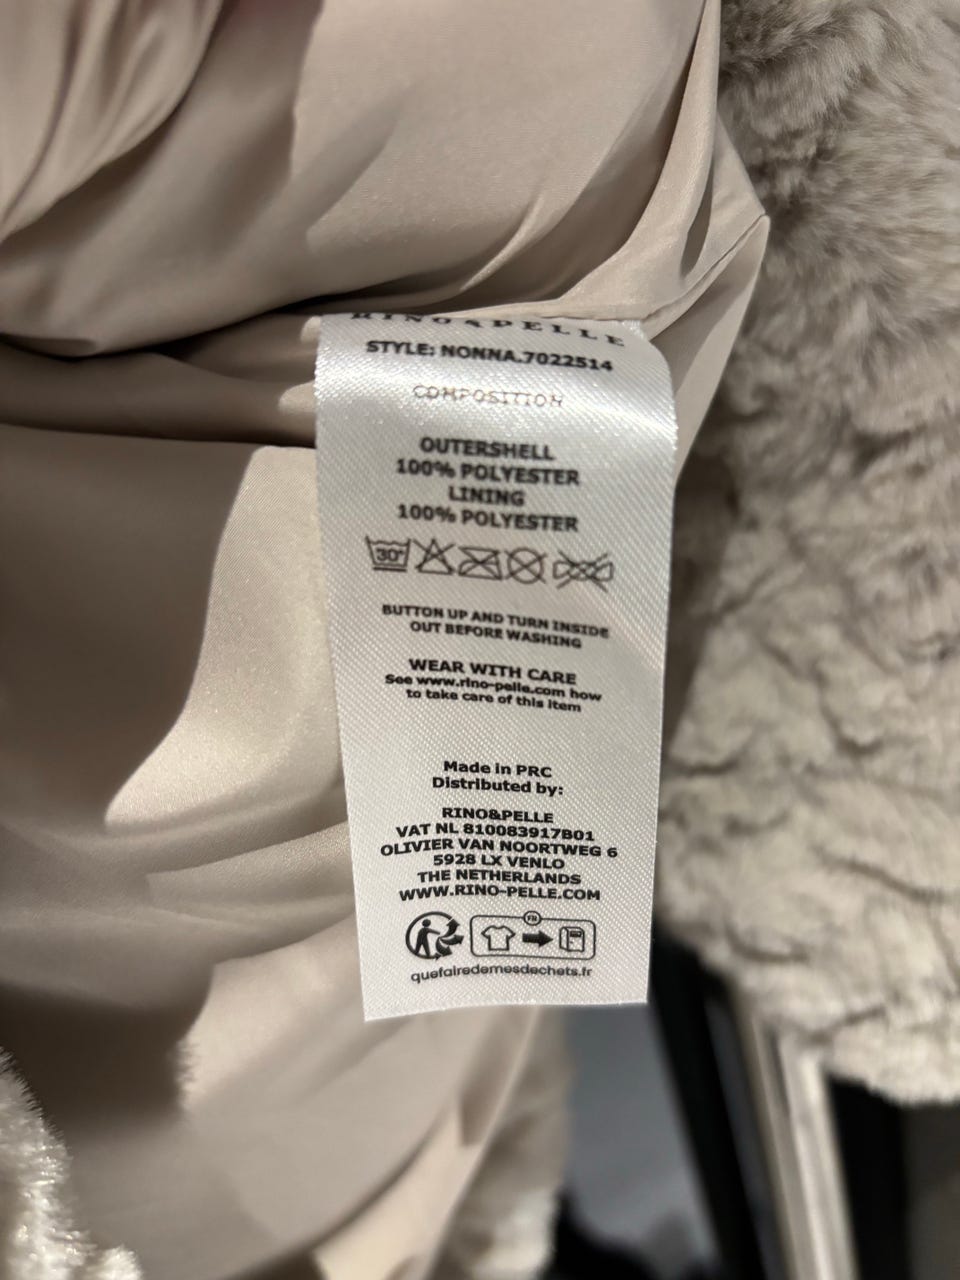 RINO&PELLE
STYLE: NONNA.7022514
COMPOSITION
OUTERSHELL
100% POLYESTER
LINING
100% POLYESTER
30°
BUTTON UP AND TURN INSIDE
OUT BEFORE WASHING
WEAR WITH CARE
See www.rino-pelle.com how
to take care of this item
Made in PRC
Distributed by:
RINO&PELLE
VAT NL 810083917B01
OLIVIER VAN NOORTWEG 6
5928 LX VENLO
THE NETHERLANDS
WWW.RINO-PELLE.COM
FR
quefairedemesdechets.fr